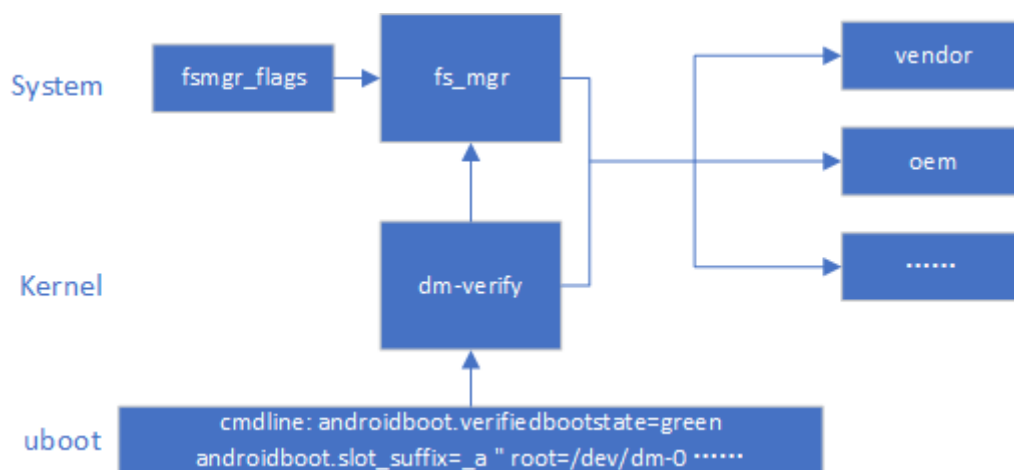 System
fsmgr_flags
fs_mgr
vendor
oem
Kernel
dm-verify
······
uboot
cmdline: androidboot.verifiedbootstate=green
androidboot.slot_suffix=_a " root=/dev/dm-0 ······